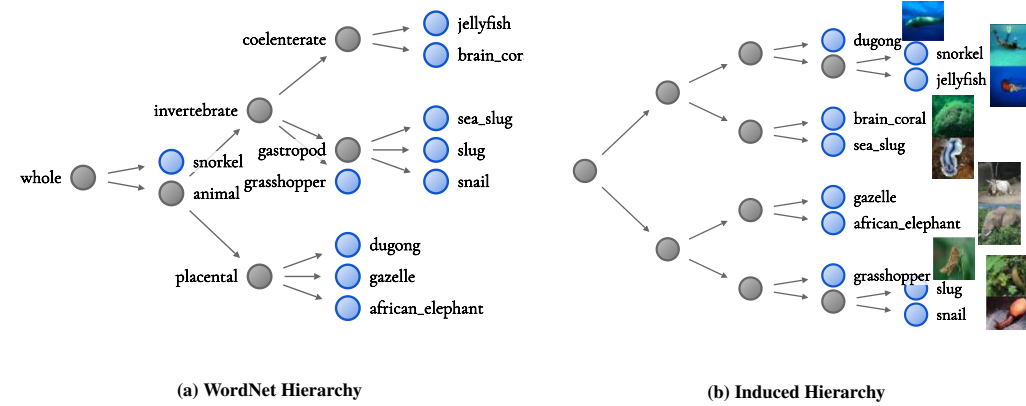 jellyfish
coelenterate
brain_cor
invertebrate
sea_slug
gastropod
slug
snorkel
whole
grasshopper
snail
animal
dugong
placental
gazelle
african_elephant
(a) WordNet Hierarchy
dugong
snorkel
jellyfish
brain_coral
sea_slug
gazelle
african_elephant
grasshopper
slug
snail
(b) Induced Hierarchy